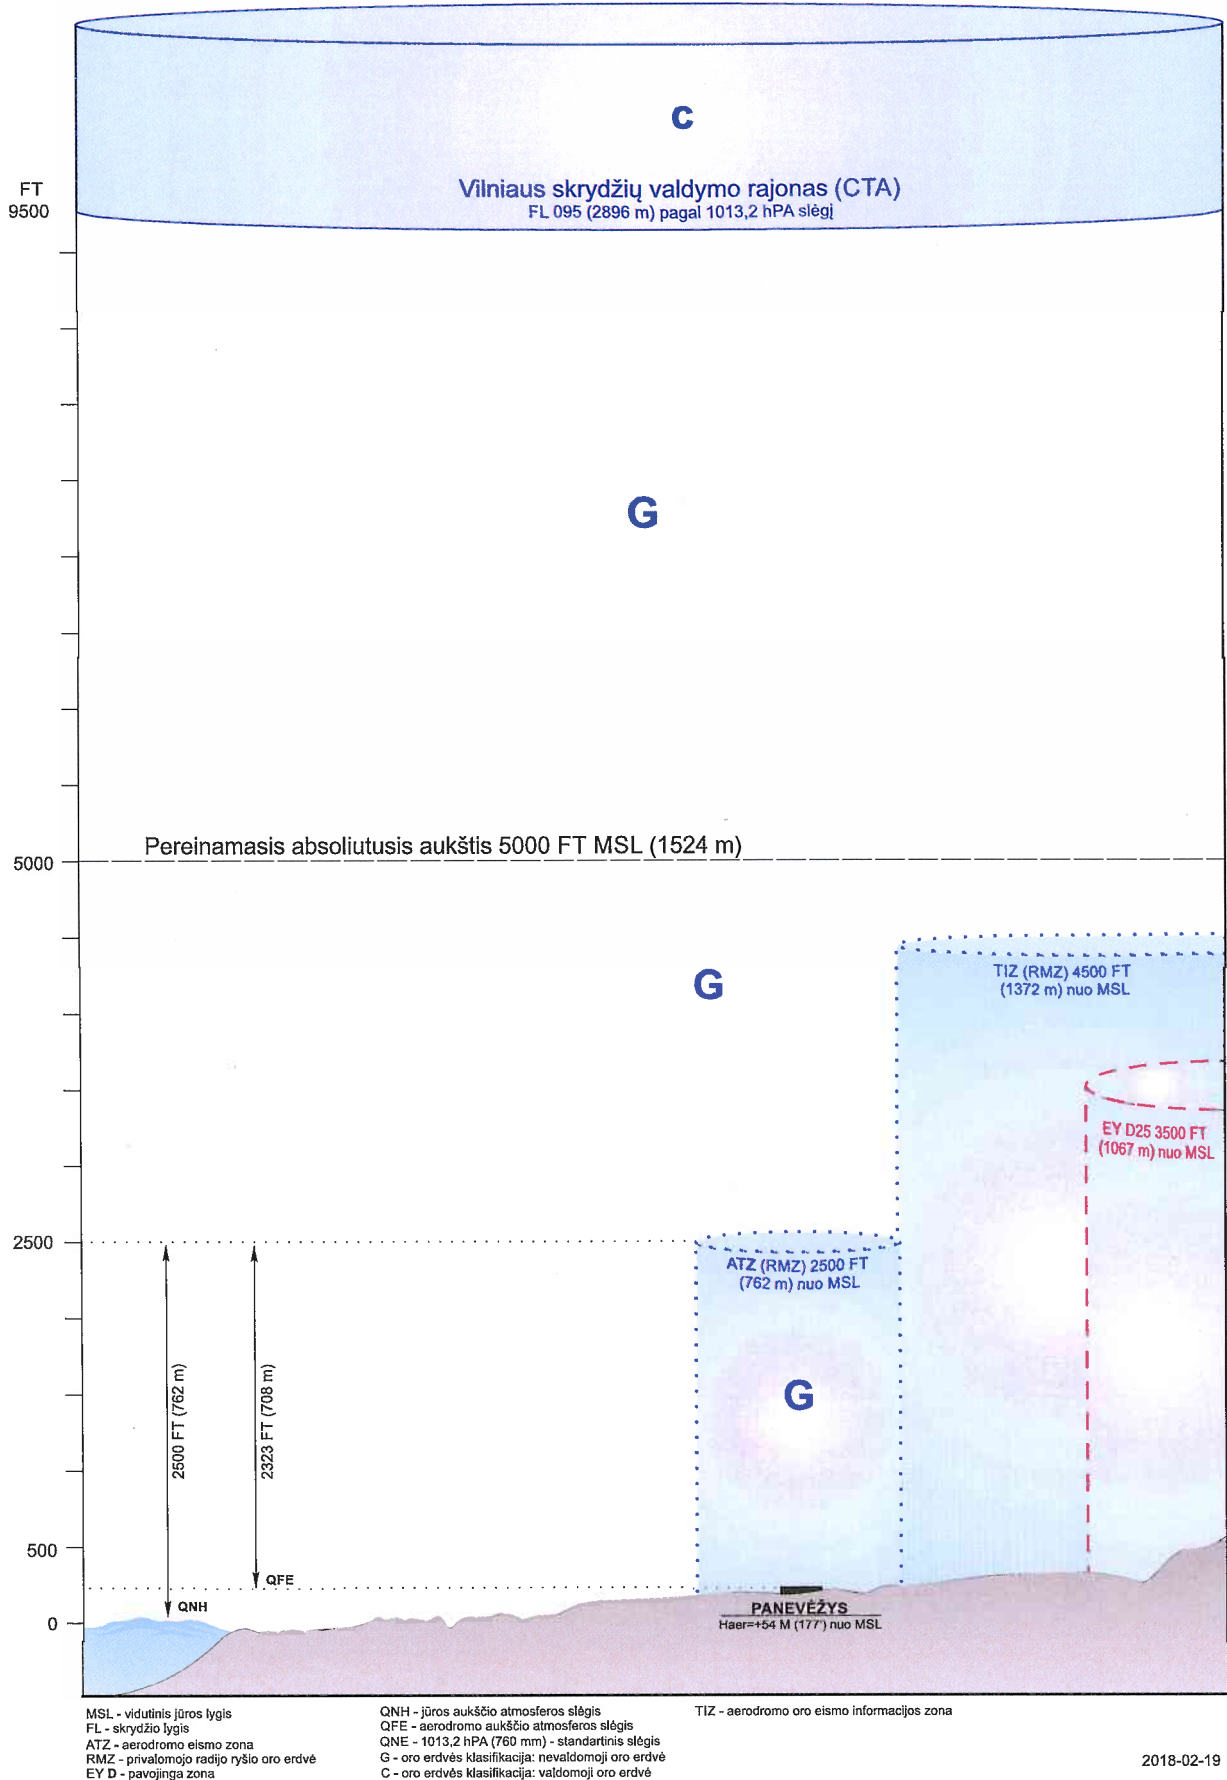 C
Vilniaus skrydžių valdymo rajonas (CTA)
FL 095 (2896 m) pagal 1013,2 hPA slėgį
FT
9500
G
Pereinamasis absoliutusis aukštis 5000 FT MSL (1524 m)
5000
G
TIZ (RMZ) 4500 FT
(1372 m) nuo MSL
EY D25 3500 FT
(1067 m) nuo MSL
2500
ATZ (RMZ) 2500 FT
(762 m) nuo MSL
2500 FT (762 m)
2323 FT (708 m)
G
500
QFE
QNH
0
PANEVĖŽYS
Haer=+54 M (177') nuo MSL
MSL - vidutinis jūros lygis
FL - skrydžio lygis
ATZ - aerodromo eismo zona
RMZ - privalomojo radijo ryšio oro erdvė
EY D - pavojinga zona
QNH - jūros aukščio atmosferos slėgis
QFE - aerodromo aukščio atmosferos slėgis
QNE - 1013,2 hPA (760 mm) - standartinis slėgis
G - oro erdvės klasifikacija: nevaldomoji oro erdvė
C - oro erdvės klasifikacija: valdomoji oro erdvė
TIZ - aerodromo oro eismo informacijos zona
2018-02-19